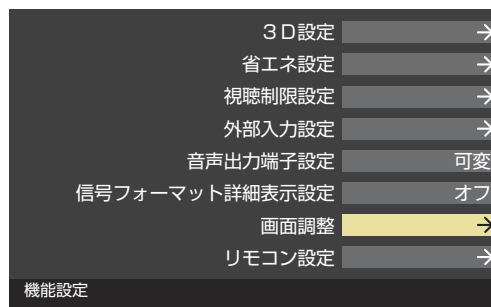 ３Ｄ設定 →
省エネ設定 →
視聴制限設定 →
外部入力設定 →
音声出力端子設定 可変
信号フォーマット詳細表示設定 オフ
画面調整 →
リモコン設定 →
機能設定